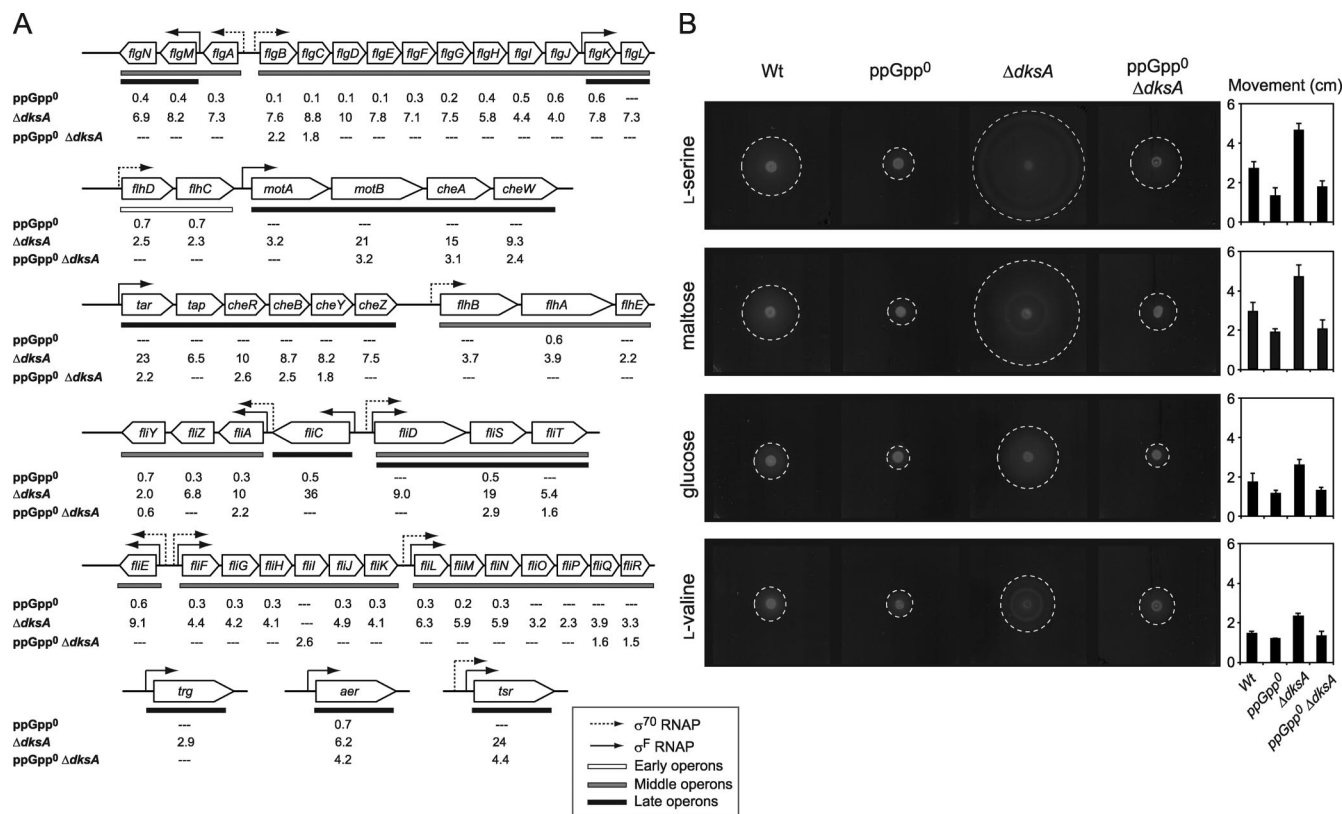 A
flgN flgM flgA flgB flgC flgD flgE flgF flgG flgH flgI flgJ flgK flgL
ppGpp⁰ 0.4 0.4 0.3 0.1 0.1 0.1 0.1 0.3 0.2 0.4 0.5 0.6 0.6 ---
ΔdksA 6.9 8.2 7.3 7.6 8.8 10 7.8 7.1 7.5 5.8 4.4 4.0 7.8 7.3
ppGpp⁰ ΔdksA --- --- --- 2.2 1.8 --- --- --- --- --- --- --- --- ---
flhD flhC motA motB cheA cheW
ppGpp⁰ 0.7 0.7 --- --- --- ---
ΔdksA 2.5 2.3 3.2 21 15 9.3
ppGpp⁰ ΔdksA --- --- --- 3.2 3.1 2.4
tar tap cheR cheB cheY cheZ flhB flhA flhE
ppGpp⁰ --- --- --- --- --- --- --- 0.6 ---
ΔdksA 23 6.5 10 8.7 8.2 7.5 3.7 3.9 2.2
ppGpp⁰ ΔdksA 2.2 --- 2.6 2.5 1.8 --- --- --- ---
fliY fliZ fliA fliC fliD fliS fliT
ppGpp⁰ 0.7 0.3 0.3 0.5 --- 0.5 ---
ΔdksA 2.0 6.8 10 36 9.0 19 5.4
ppGpp⁰ ΔdksA 0.6 --- 2.2 --- --- 2.9 1.6
fliE fliF fliG fliH fliI fliJ fliK fliL fliM fliN fliO fliP fliQ fliR
ppGpp⁰ 0.6 0.3 0.3 0.3 --- 0.3 0.3 0.3 0.2 0.3 --- --- --- ---
ΔdksA 9.1 4.4 4.2 4.1 --- 4.9 4.1 6.3 5.9 5.9 3.2 2.3 3.9 3.3
ppGpp⁰ ΔdksA --- --- --- --- 2.6 --- --- --- --- --- --- --- 1.6 1.5
trg aer tsr
ppGpp⁰ --- 0.7 ---
ΔdksA 2.9 6.2 24
ppGpp⁰ ΔdksA --- 4.2 4.4
σ⁷⁰ RNAP
σᶠ RNAP
Early operons
Middle operons
Late operons
B
Wt ppGpp⁰ ΔdksA ppGpp⁰
ΔdksA
Movement (cm)
L-serine
6
4
2
0
maltose
6
4
2
0
glucose
6
4
2
0
L-valine
6
4
2
0
Wt
ppGpp⁰
ΔdksA
ppGpp⁰ ΔdksA